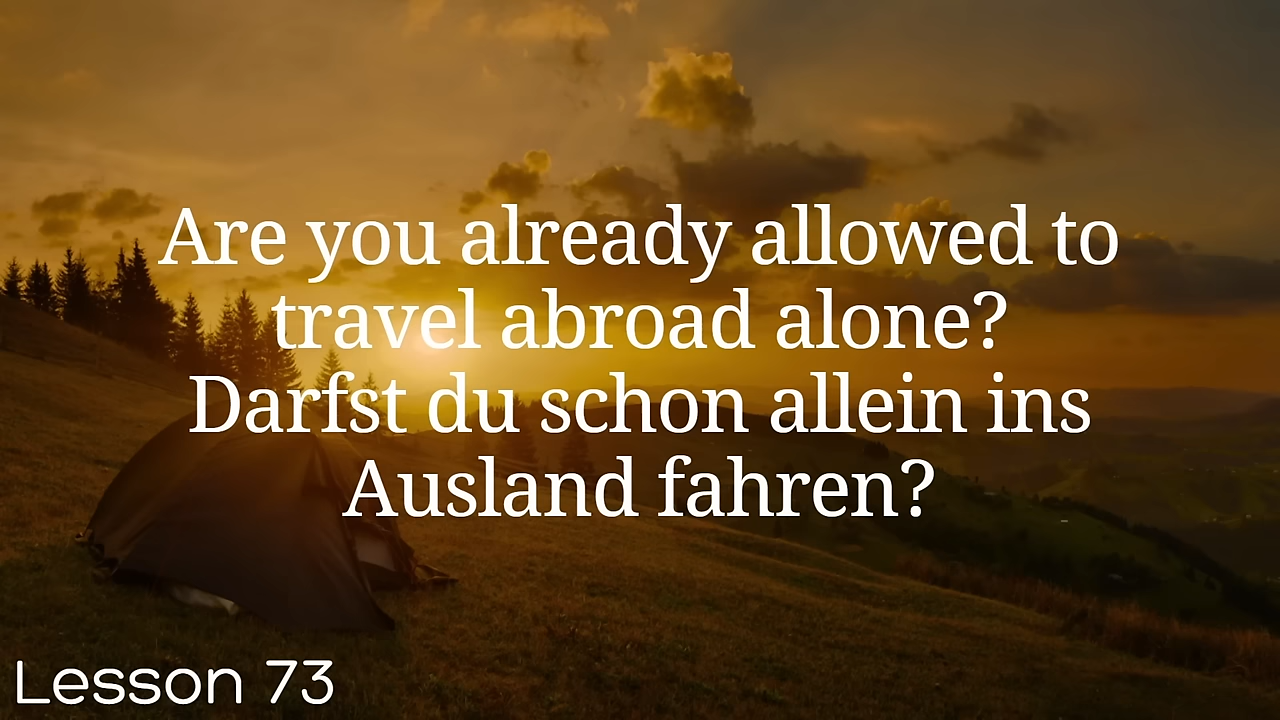 Are you already allowed to
travel abroad alone?
Darfst du schon allein ins
Ausland fahren?
Lesson 73